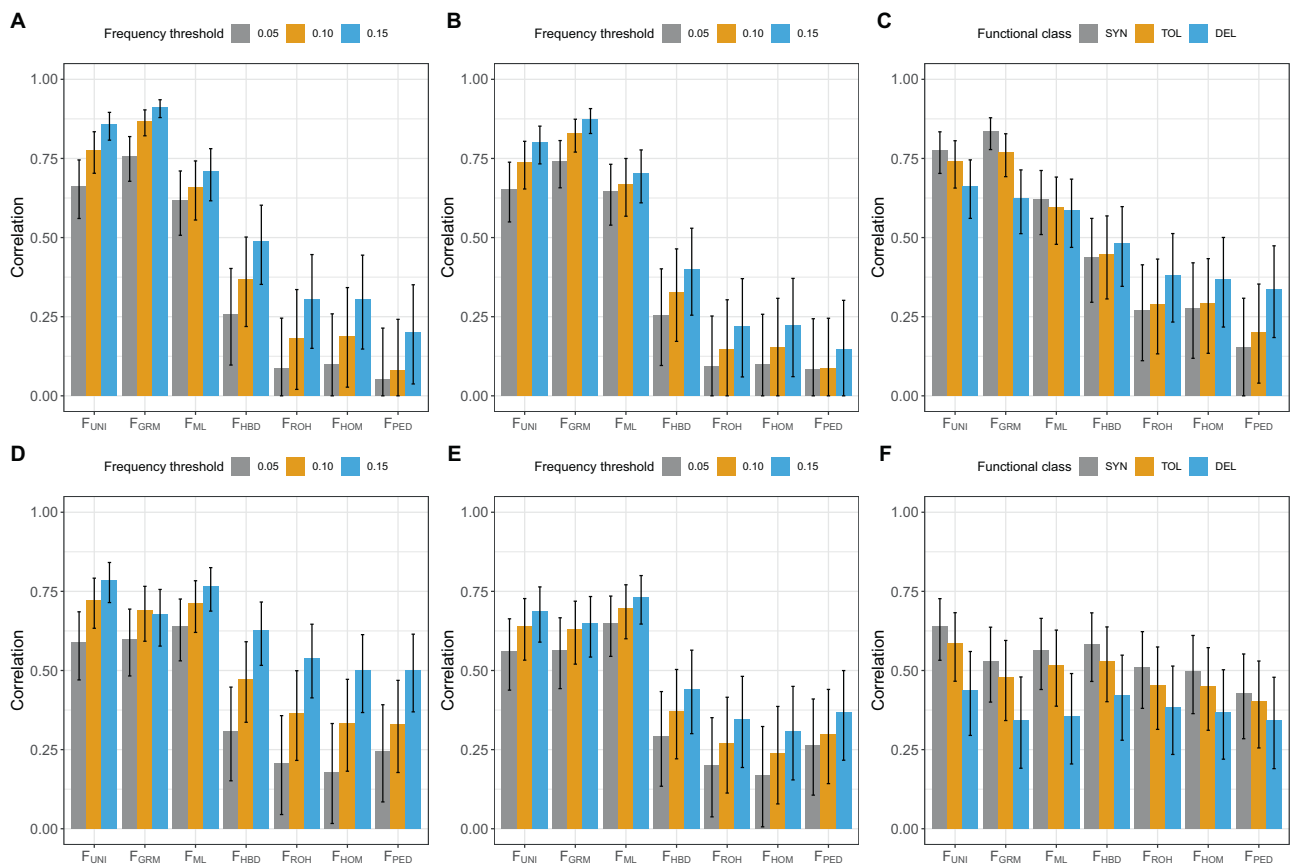 A
Frequency threshold 0.05 0.10 0.15
Correlation
1.00
0.75
0.50
0.25
0.00
FUNI FGRM FML FHBD FROH FHOM FPED
B
Frequency threshold 0.05 0.10 0.15
Correlation
1.00
0.75
0.50
0.25
0.00
FUNI FGRM FML FHBD FROH FHOM FPED
C
Functional class SYN TOL DEL
Correlation
1.00
0.75
0.50
0.25
0.00
FUNI FGRM FML FHBD FROH FHOM FPED
D
Frequency threshold 0.05 0.10 0.15
Correlation
1.00
0.75
0.50
0.25
0.00
FUNI FGRM FML FHBD FROH FHOM FPED
E
Frequency threshold 0.05 0.10 0.15
Correlation
1.00
0.75
0.50
0.25
0.00
FUNI FGRM FML FHBD FROH FHOM FPED
F
Functional class SYN TOL DEL
Correlation
1.00
0.75
0.50
0.25
0.00
FUNI FGRM FML FHBD FROH FHOM FPED